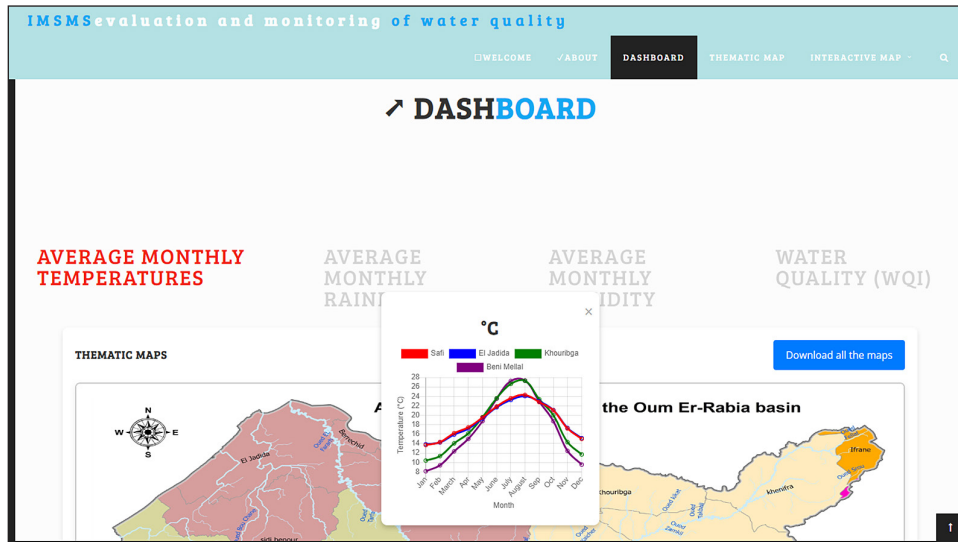 IMSMSevaluation and monitoring of water quality
WELCOME
✓ABOUT
DASHBOARD
THEMATIC MAP
INTERACTIVE MAP
➚ DASHBOARD
AVERAGE MONTHLY
TEMPERATURES
AVERAGE
MONTHLY
AVERAGE
MONTHLY
WATER
QUALITY (WQI)
×
°C
Safi
El Jadida
Khouribga
Beni Mellal
28
26
24
22
20
18
16
14
12
10
8
Temperature (°C)
Jan
Feb
March
Apr
May
June
July
August
Sep
Oct
Nov
Dec
Month
THEMATIC MAPS
Download all the maps
the Oum Er-Rabia basin
N
W
E
S
El Jadida
Berrechid
sidi bennour
khouribga
khenifra
Ifrane
↑